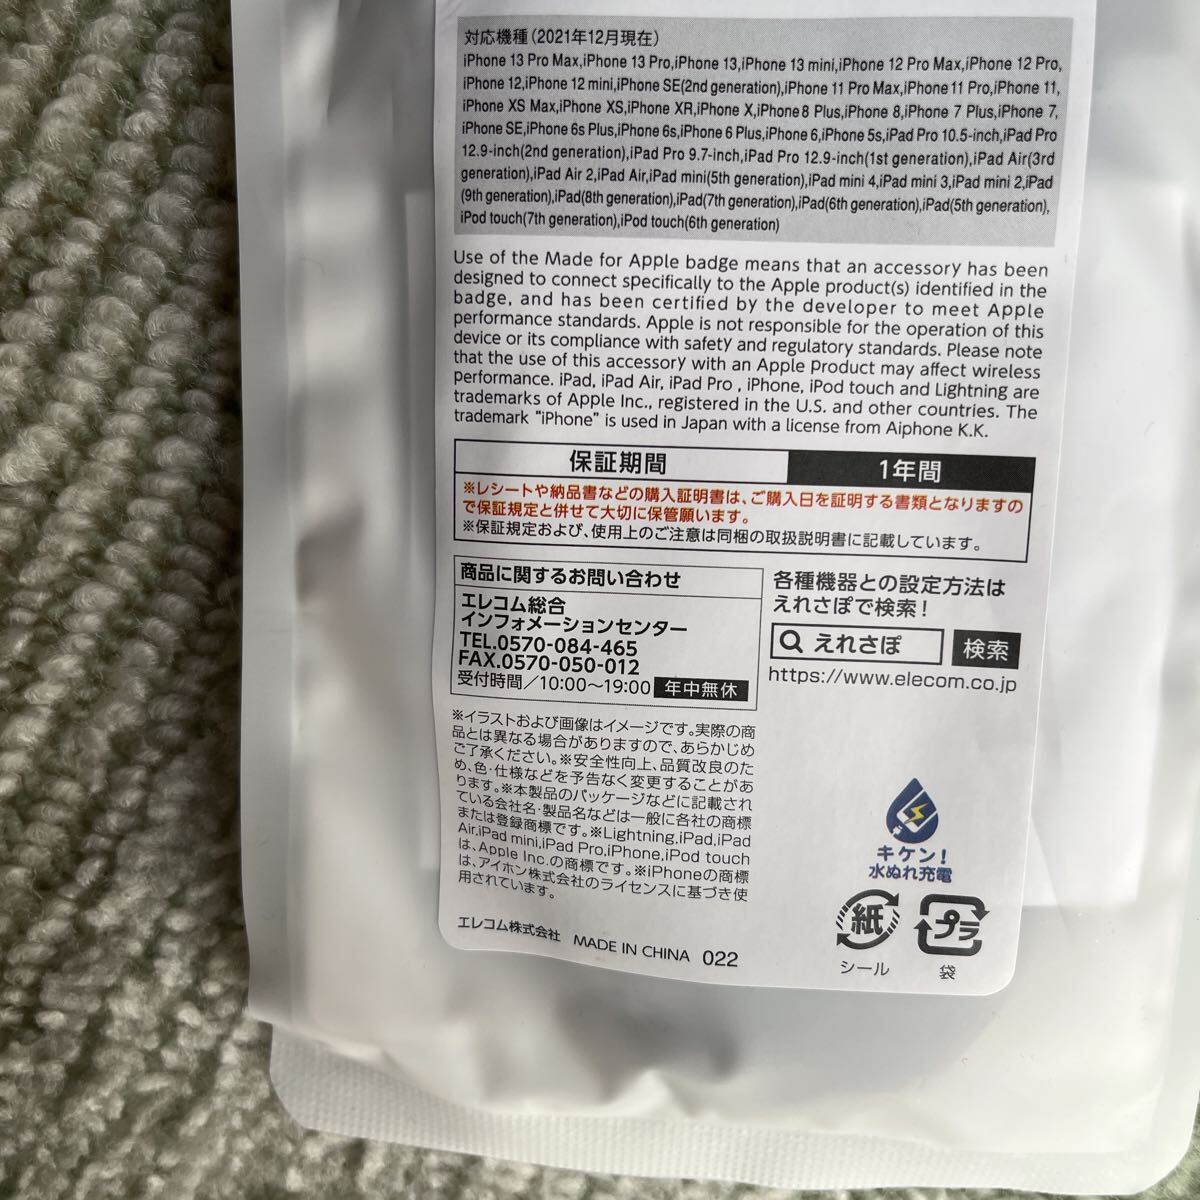 対応機種(2021年12月現在)
iPhone 13 Pro Max,iPhone 13 Pro,iPhone 13,iPhone 13 mini,iPhone 12 Pro Max,iPhone 12 Pro,
iPhone 12,iPhone 12 mini,iPhone SE(2nd generation),iPhone 11 Pro Max,iPhone 11 Pro,iPhone 11,
iPhone XS Max,iPhone XS,iPhone XR,iPhone X,iPhone 8 Plus,iPhone 8,iPhone 7 Plus,iPhone 7,
iPhone SE,iPhone 6s Plus,iPhone 6s,iPhone 6 Plus,iPhone 6,iPhone 5s,iPad Pro 10.5-inch,iPad Pro
12.9-inch(2nd generation),iPad Pro 9.7-inch,iPad Pro 12.9-inch(1st generation),iPad Air(3rd
generation),iPad Air 2,iPad Air,iPad mini(5th generation),iPad mini 4,iPad mini 3,iPad mini 2,iPad
(9th generation),iPad(8th generation),iPad(7th generation),iPad(6th generation),iPad(5th generation),
iPod touch(7th generation),iPod touch(6th generation)
Use of the Made for Apple badge means that an accessory has been
designed to connect specifically to the Apple product(s) identified in the
badge, and has been certified by the developer to meet Apple
performance standards. Apple is not responsible for the operation of this
device or its compliance with safety and regulatory standards. Please note
that the use of this accessory with an Apple Product may affect wireless
performance. iPad, iPad Air, iPad Pro , iPhone, iPod touch and Lightning are
trademarks of Apple Inc., registered in the U.S. and other countries. The
trademark "iPhone" is used in Japan with a license from Aiphone K.K.
保証期間 1年間
※レシートや納品書などの購入証明書は、ご購入日を証明する書類となりますの
で保証規定と併せて大切に保管願います。
※保証規定および、使用上のご注意は同梱の取扱説明書に記載しています。
商品に関するお問い合わせ
エレコム総合
インフォメーションセンター
TEL.0570-084-465
FAX.0570-050-012
受付時間／10:00～19:00 年中無休
各種機器との設定方法は
えれさぽで検索!
えれさぽ 検索
https://www.elecom.co.jp
※イラストおよび画像はイメージです。実際の商
品とは異なる場合がありますので、あらかじめ
ご了承ください。※安全性向上、品質改良のた
め、色・仕様などを予告なく変更することがあ
ります。※本製品のパッケージなどに記載され
ている会社名・製品名などは一般に各社の商標
または登録商標です。※Lightning,iPad,iPad
Air,iPad mini,iPad Pro,iPhone,iPod touch
は、Apple Inc.の商標です。※iPhoneの商標
は、アイホン株式会社のライセンスに基づき使
用されています。
キケン!
水ぬれ充電
紙
シール
プラ
袋
エレコム株式会社 MADE IN CHINA 022